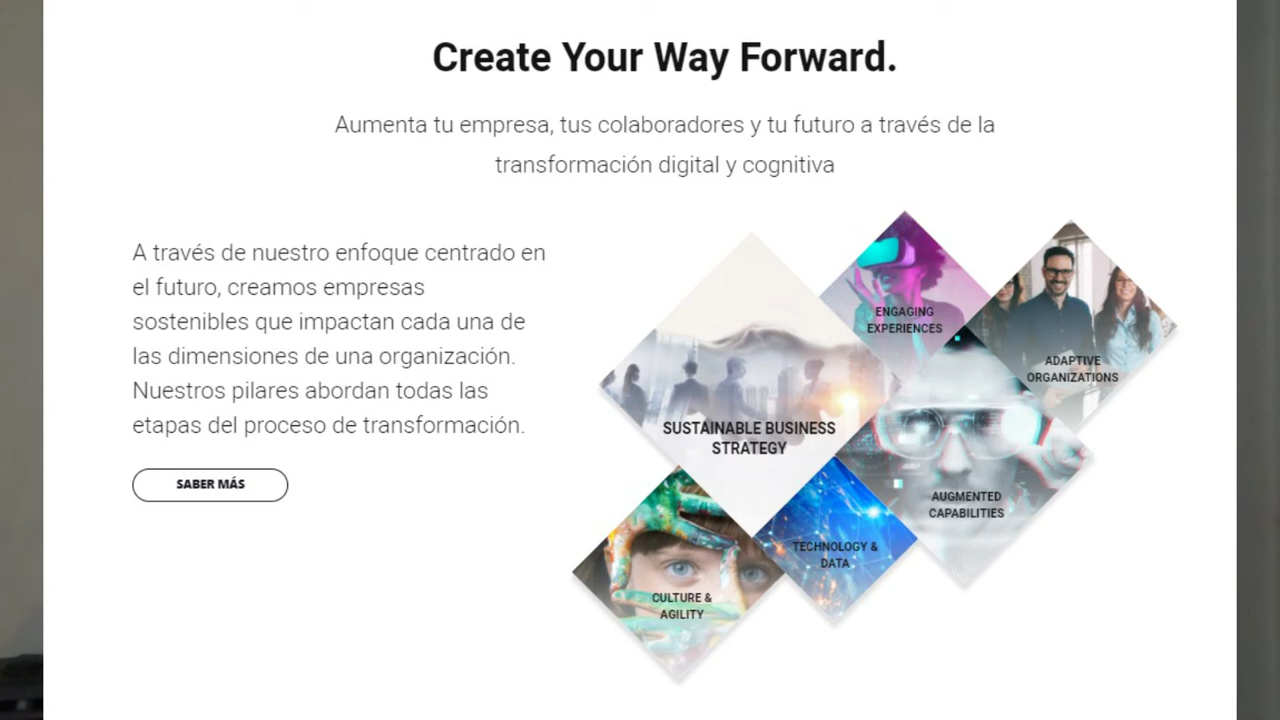 Create Your Way Forward.
Aumenta tu empresa, tus colaboradores y tu futuro a través de la
transformación digital y cognitiva
A través de nuestro enfoque centrado en
el futuro, creamos empresas
sostenibles que impactan cada una de
las dimensiones de una organización.
Nuestros pilares abordan todas las
etapas del proceso de transformación.
SABER MÁS
ENGAGING
EXPERIENCES
ADAPTIVE
ORGANIZATIONS
SUSTAINABLE BUSINESS
STRATEGY
AUGMENTED
CAPABILITIES
TECHNOLOGY &
DATA
CULTURE &
AGILITY